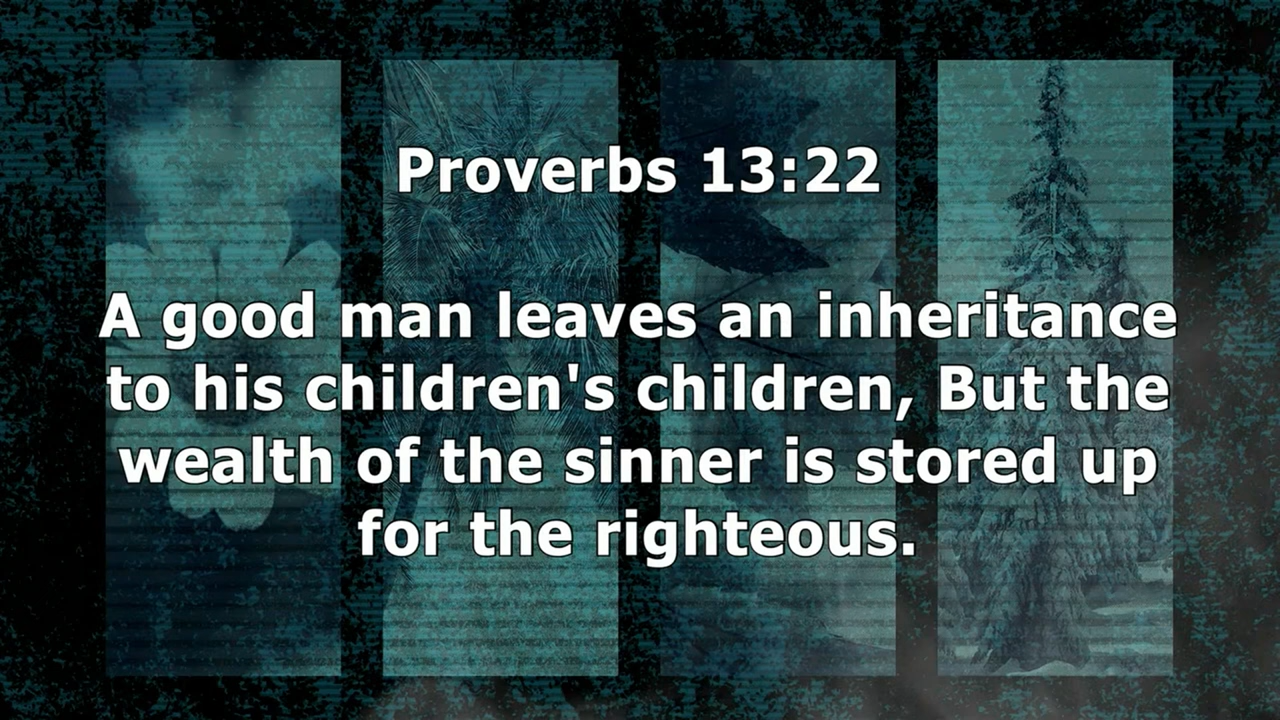 Proverbs 13:22
A good man leaves an inheritance
to his children's children, But the
wealth of the sinner is stored up
for the righteous.